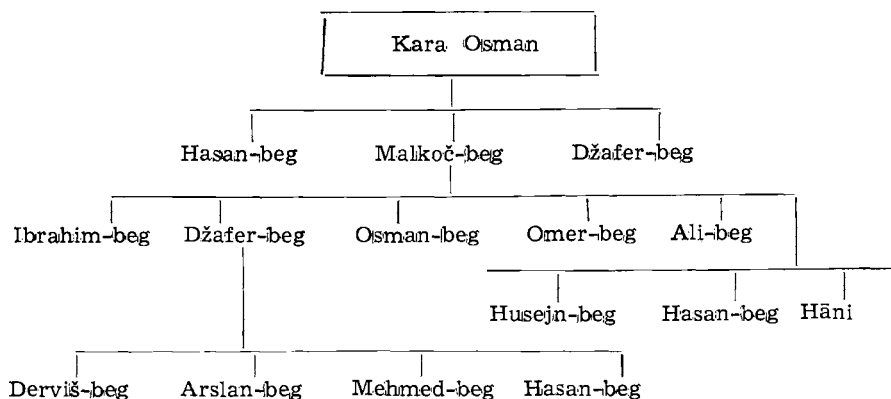 Kara Osman
Hasan-beg Malkoč-beg Džafer-beg
Ibrahim-beg Džafer-beg Osman-beg Omer-beg Ali-beg
Husejn-beg Hasan-beg Hāni
Derviš-beg Arslan-beg Mehmed-beg Hasan-beg